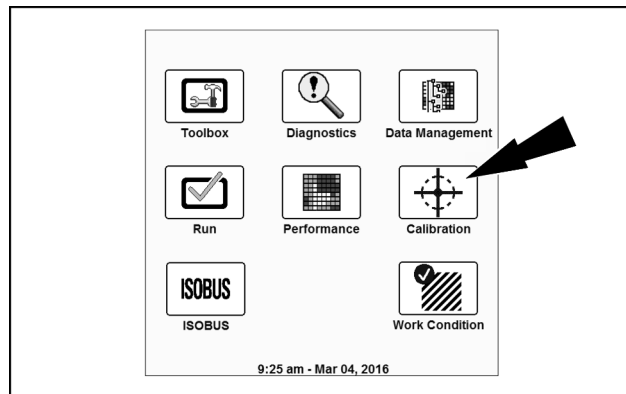 Toolbox Diagnostics Data Management
Run Performance Calibration
ISOBUS
ISOBUS Work Condition
9:25 am - Mar 04, 2016